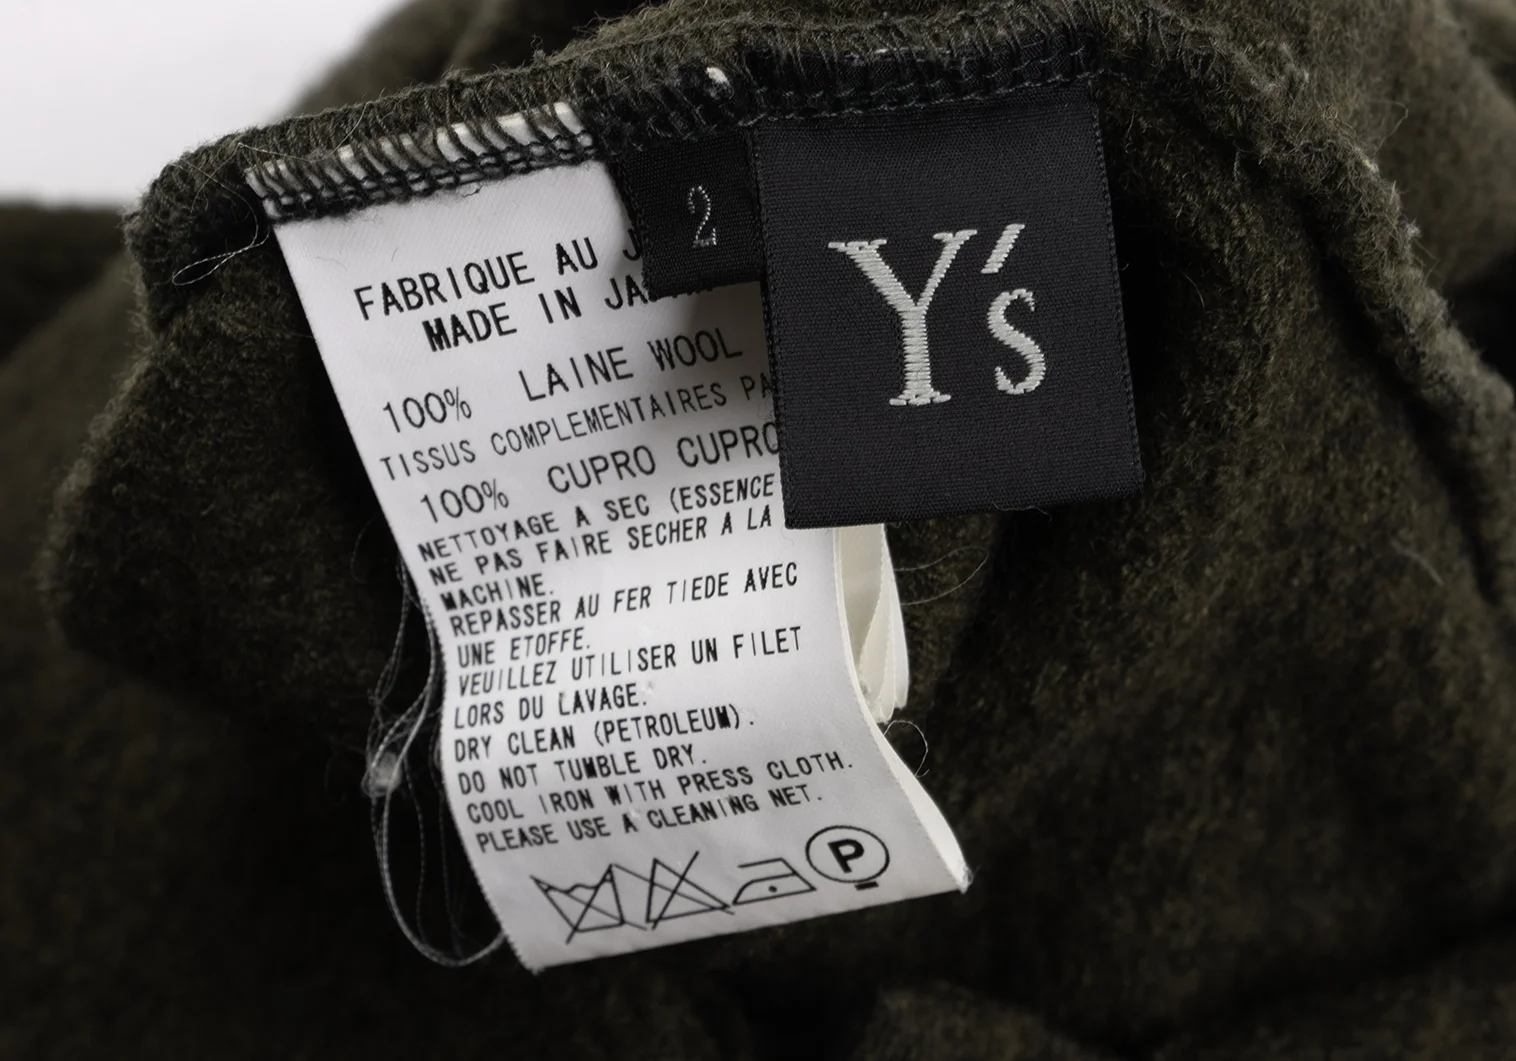 FABRIQUE AU
MADE IN
100% LAINE WOOL
TISSUS COMPLEMENTAIRES
100% CUPRO CUPRO
NETTOYAGE A SEC (ESSENCE
NE PAS FAIRE SECHER A LA
MACHINE.
REPASSER AU FER TIEDE AVEC
UNE ETOFFE.
VEUILLEZ UTILISER UN FILET
LORS DU LAVAGE.
DRY CLEAN (PETROLEUM).
DO NOT TUMBLE DRY.
COOL IRON WITH PRESS CLOTH.
PLEASE USE A CLEANING NET.
P
2
Y's